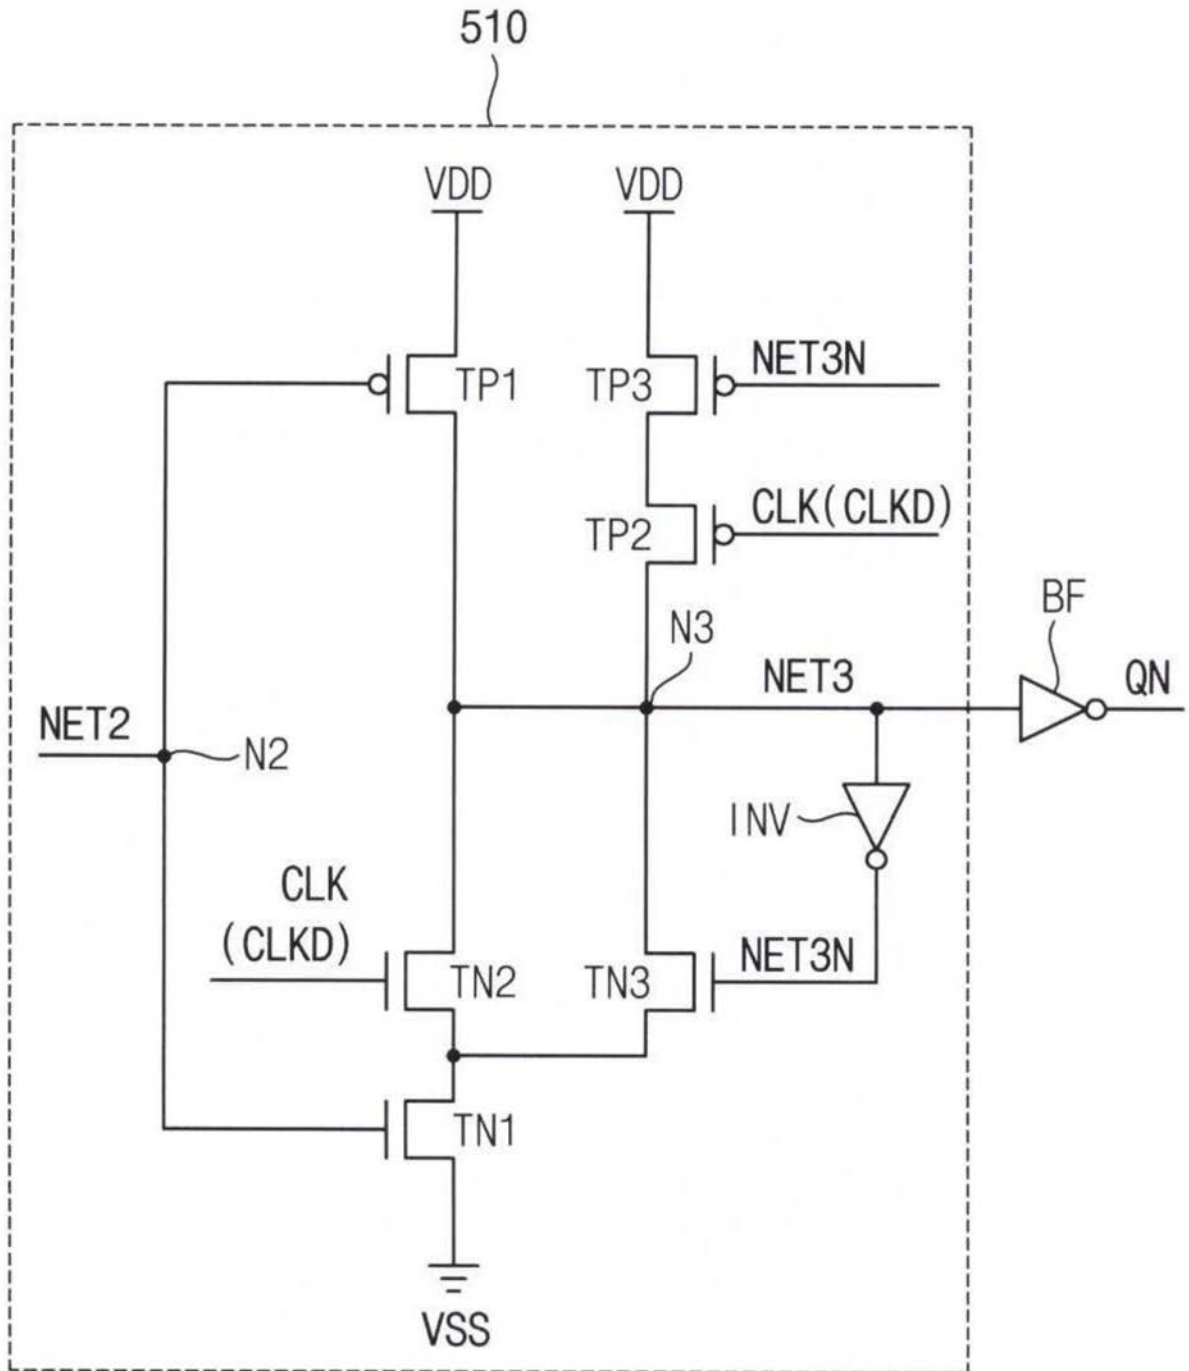 510
VDD
VDD
TP1
TP3
NET3N
TP2
CLK(CLKD)
N3
BF
NET3
QN
NET2
N2
INV
CLK
(CLKD)
TN2
TN3
NET3N
TN1
VSS